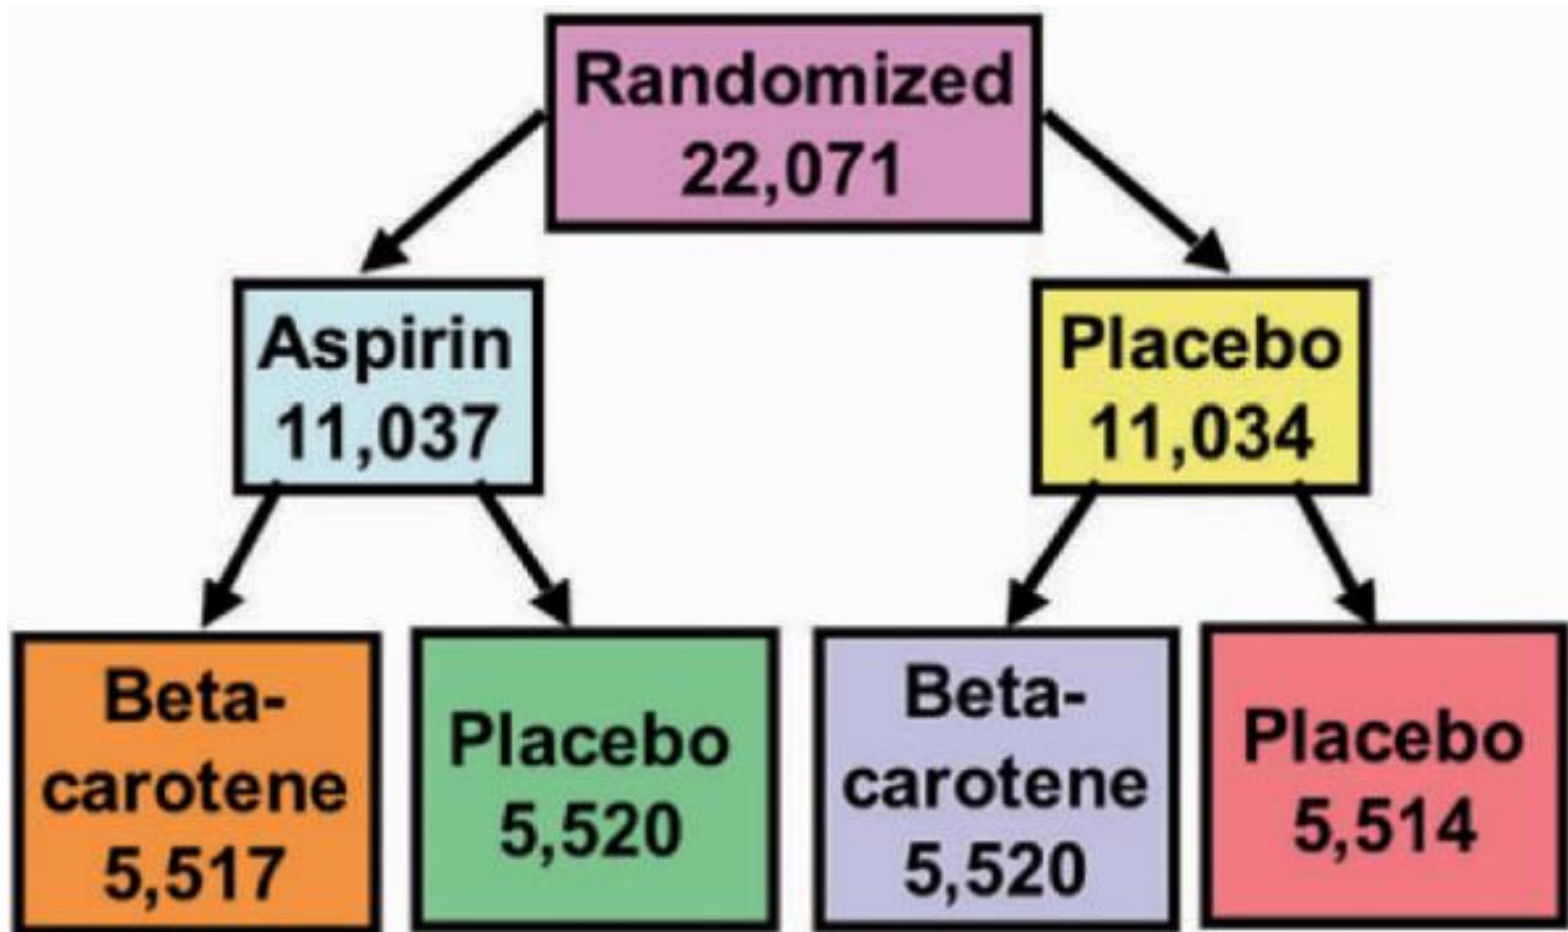 Randomized
22,071
Aspirin
11,037
Placebo
11,034
Beta-
carotene
5,517
Placebo
5,520
Beta-
carotene
5,520
Placebo
5,514